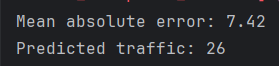 Mean absolute error: 7.42
Predicted traffic: 26